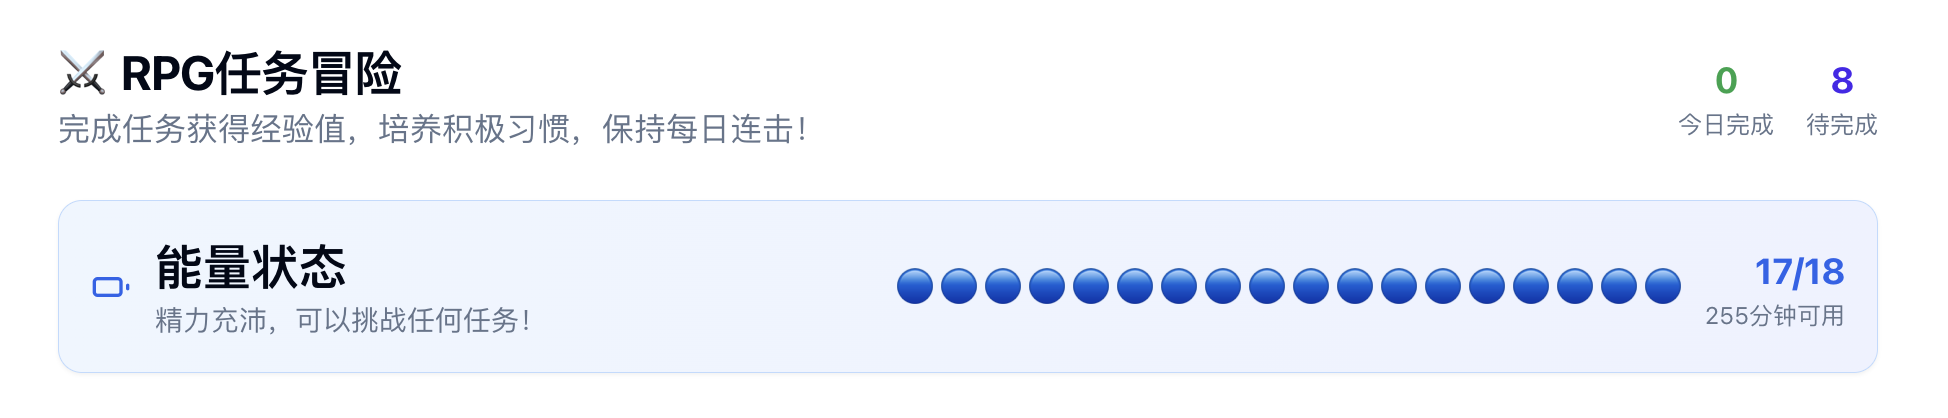 ⚔️ RPG任务冒险
完成任务获得经验值，培养积极习惯，保持每日连击！
0
今日完成
8
待完成
能量状态
精力充沛，可以挑战任何任务！
17/18
255分钟可用